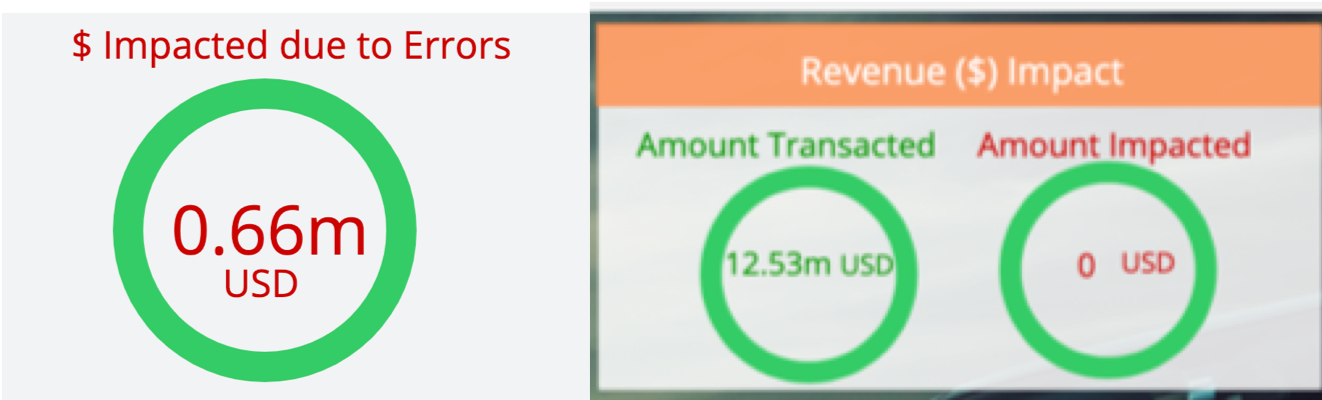 $ Impacted due to Errors
0.66m
USD
Revenue ($) Impact
Amount Transacted
Amount Impacted
12.53m USD
0 USD